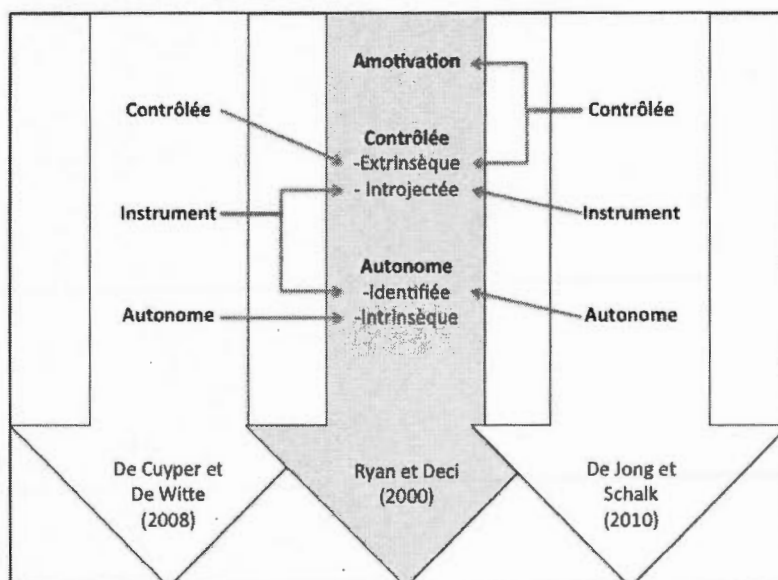 Amotivation
Contrôlée
Contrôlée
Contrôlée
-Extrinsèque
- Introjectée
Instrument
Instrument
Autonome
-Identifiée
Autonome
-Intrinsèque
Autonome
De Cuyper et
De Witte
(2008)
Ryan et Deci
(2000)
De Jong et
Schalk
(2010)